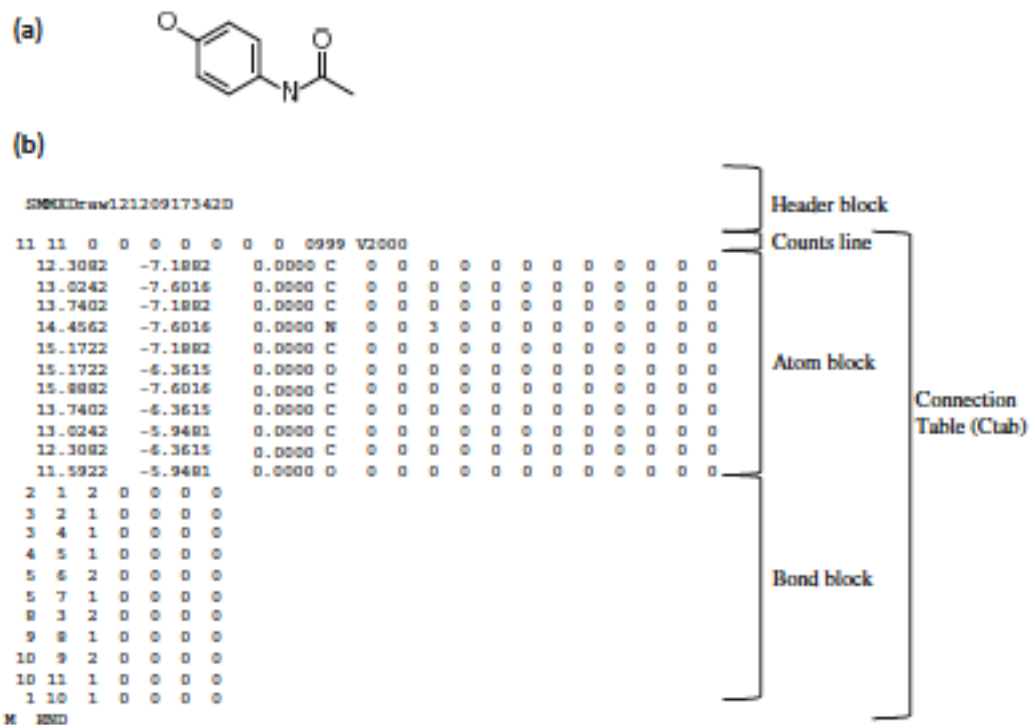 (a)
O
O
N
(b)
SMMXDraw12120917342D
Header block
11 11 0 0 0 0 0 0 0 0999 V2000
Counts line
12.3082 -7.1882 0.0000 C 0 0 0 0 0 0 0 0 0 0 0 0
13.0242 -7.6016 0.0000 C 0 0 0 0 0 0 0 0 0 0 0 0
13.7402 -7.1882 0.0000 C 0 0 0 0 0 0 0 0 0 0 0 0
14.4562 -7.6016 0.0000 N 0 0 3 0 0 0 0 0 0 0 0 0
15.1722 -7.1882 0.0000 C 0 0 0 0 0 0 0 0 0 0 0 0
15.1722 -6.3615 0.0000 O 0 0 0 0 0 0 0 0 0 0 0 0
Atom block
15.8882 -7.6016 0.0000 C 0 0 0 0 0 0 0 0 0 0 0 0
13.7402 -6.3615 0.0000 C 0 0 0 0 0 0 0 0 0 0 0 0
13.0242 -5.9481 0.0000 C 0 0 0 0 0 0 0 0 0 0 0 0
12.3082 -6.3615 0.0000 C 0 0 0 0 0 0 0 0 0 0 0 0
11.5922 -5.9481 0.0000 O 0 0 0 0 0 0 0 0 0 0 0 0
Connection
Table (Ctab)
2 1 2 0 0 0 0
3 2 1 0 0 0 0
3 4 1 0 0 0 0
4 5 1 0 0 0 0
5 6 2 0 0 0 0
Bond block
5 7 1 0 0 0 0
8 3 2 0 0 0 0
9 8 1 0 0 0 0
10 9 2 0 0 0 0
10 11 1 0 0 0 0
1 10 1 0 0 0 0
M END